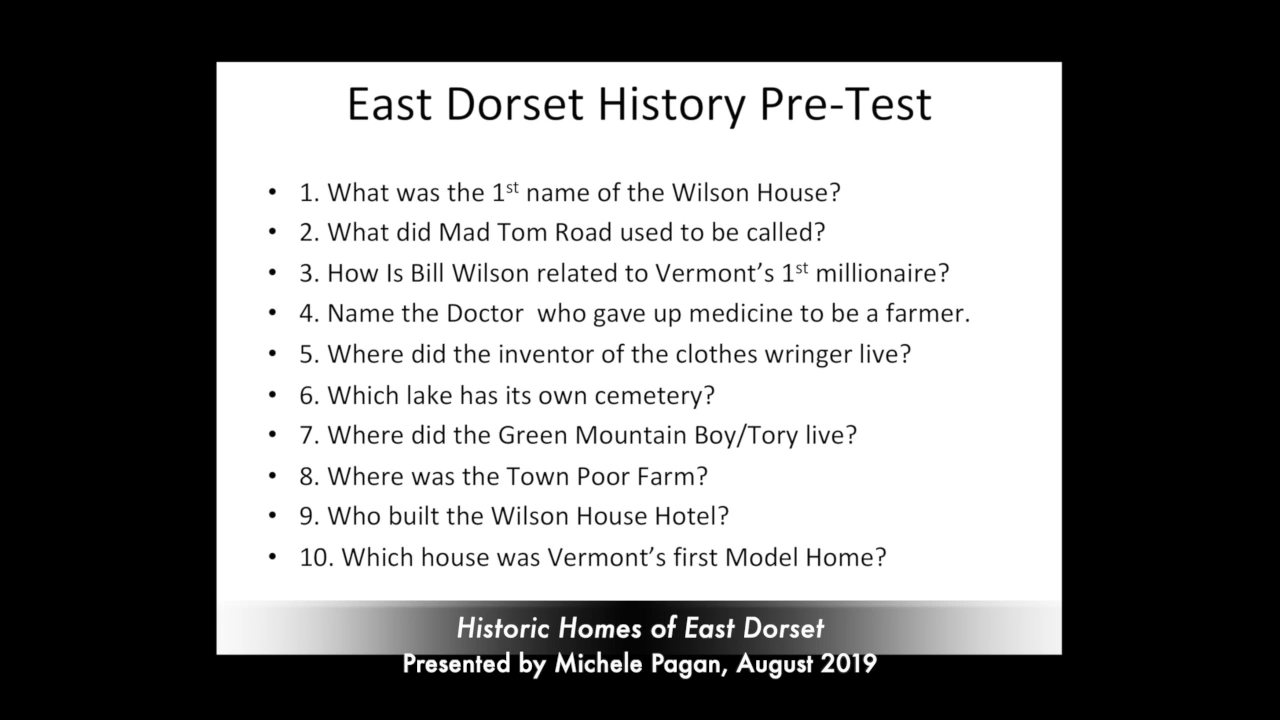 East Dorset History Pre-Test
• 1. What was the 1st name of the Wilson House?
• 2. What did Mad Tom Road used to be called?
• 3. How Is Bill Wilson related to Vermont’s 1st millionaire?
• 4. Name the Doctor  who gave up medicine to be a farmer.
• 5. Where did the inventor of the clothes wringer live?
• 6. Which lake has its own cemetery?
• 7. Where did the Green Mountain Boy/Tory live?
• 8. Where was the Town Poor Farm?
• 9. Who built the Wilson House Hotel?
• 10. Which house was Vermont’s first Model Home?
Historic Homes of East Dorset
Presented by Michele Pagan, August 2019